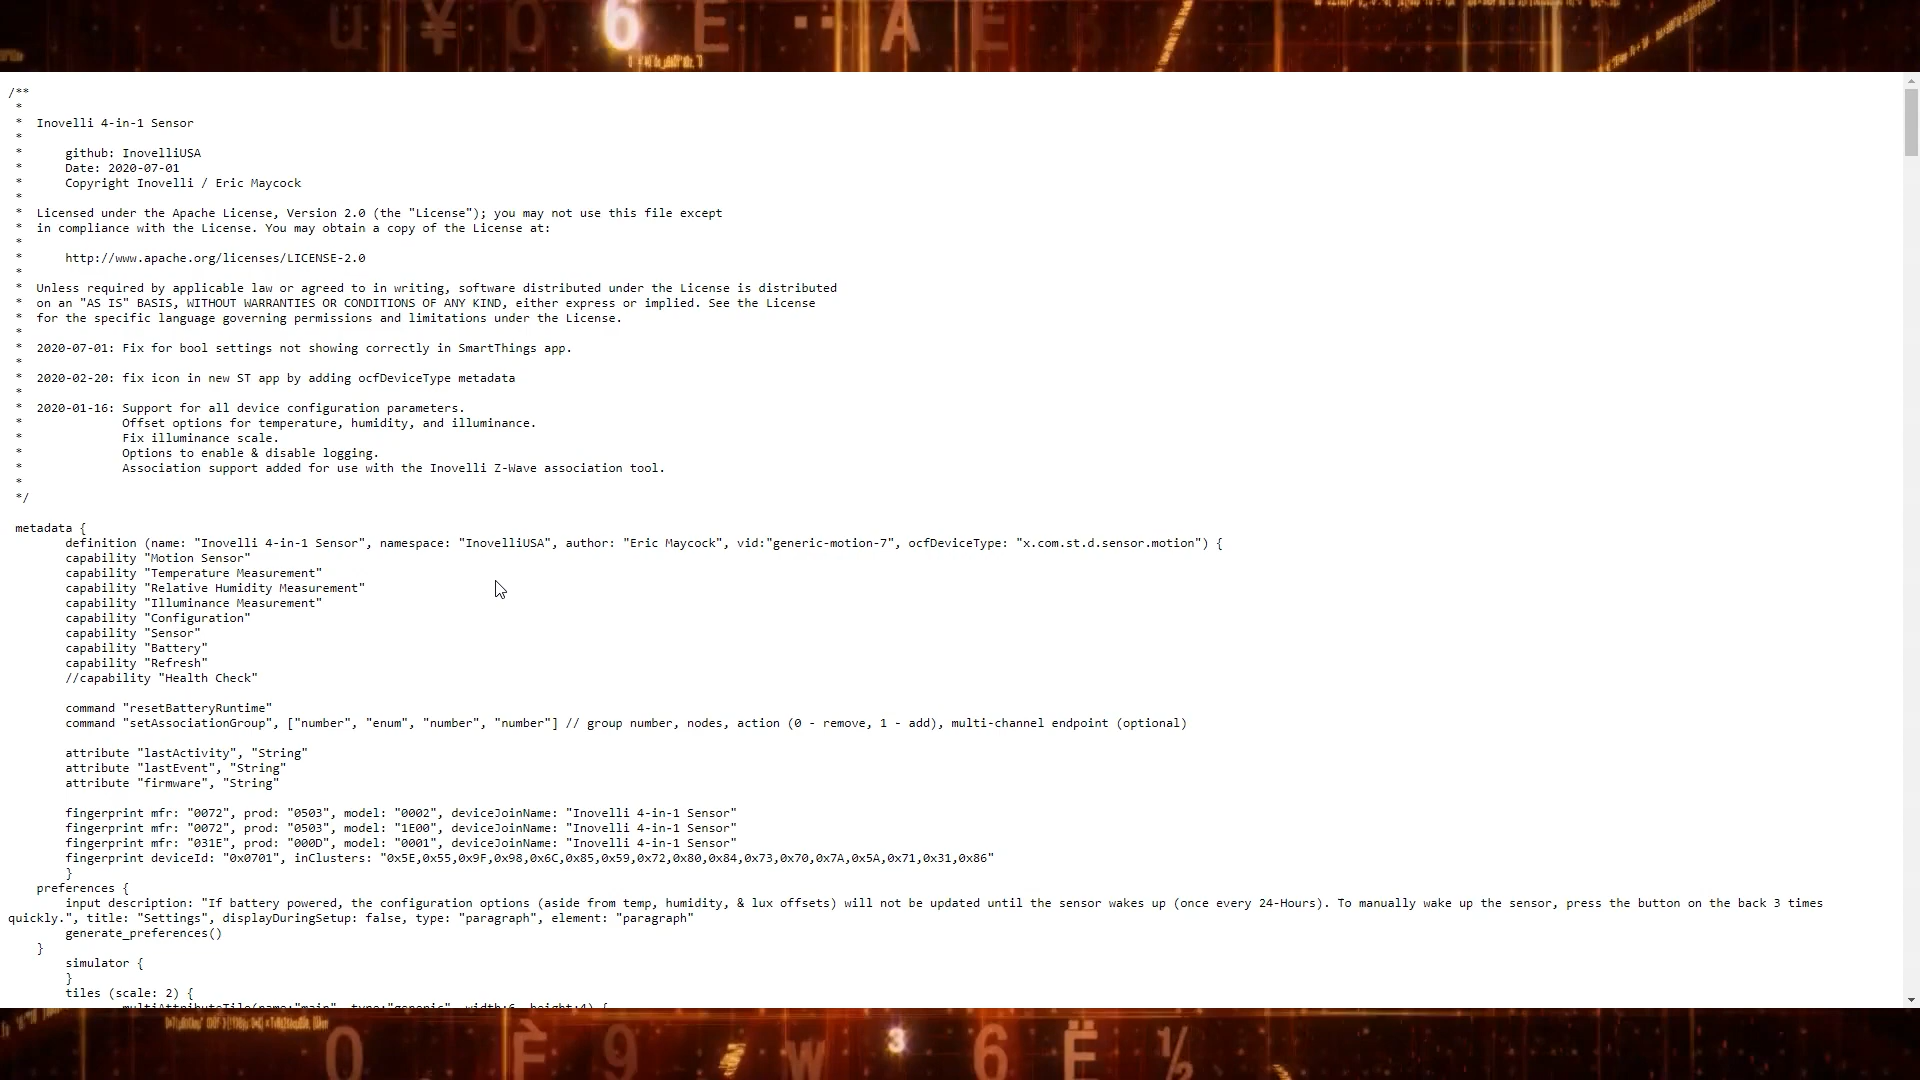 /**
 *
 *  Inovelli 4-in-1 Sensor
 *
 *      github: InovelliUSA
 *      Date: 2020-07-01
 *      Copyright Inovelli / Eric Maycock
 *
 *  Licensed under the Apache License, Version 2.0 (the "License"); you may not use this file except
 *  in compliance with the License. You may obtain a copy of the License at:
 *
 *      http://www.apache.org/licenses/LICENSE-2.0
 *
 *  Unless required by applicable law or agreed to in writing, software distributed under the License is distributed
 *  on an "AS IS" BASIS, WITHOUT WARRANTIES OR CONDITIONS OF ANY KIND, either express or implied. See the License
 *  for the specific language governing permissions and limitations under the License.
 *
 *  2020-07-01: Fix for bool settings not showing correctly in SmartThings app.
 *
 *  2020-02-20: fix icon in new ST app by adding ocfDeviceType metadata
 *
 *  2020-01-16: Support for all device configuration parameters.
 *              Offset options for temperature, humidity, and illuminance.
 *              Fix illuminance scale.
 *              Options to enable & disable logging.
 *              Association support added for use with the Inovelli Z-Wave association tool.
 *
 */
metadata {
definition (name: "Inovelli 4-in-1 Sensor", namespace: "InovelliUSA", author: "Eric Maycock", vid:"generic-motion-7", ocfDeviceType: "x.com.st.d.sensor.motion") {
capability "Motion Sensor"
capability "Temperature Measurement"
capability "Relative Humidity Measurement"
capability "Illuminance Measurement"
capability "Configuration"
capability "Sensor"
capability "Battery"
capability "Refresh"
//capability "Health Check"
command "resetBatteryRuntime"
command "setAssociationGroup", ["number", "enum", "number", "number"] // group number, nodes, action (0 - remove, 1 - add), multi-channel endpoint (optional)
attribute "lastActivity", "String"
attribute "lastEvent", "String"
attribute "firmware", "String"
fingerprint mfr: "0072", prod: "0503", model: "0002", deviceJoinName: "Inovelli 4-in-1 Sensor"
fingerprint mfr: "0072", prod: "0503", model: "1E00", deviceJoinName: "Inovelli 4-in-1 Sensor"
fingerprint mfr: "031E", prod: "000D", model: "0001", deviceJoinName: "Inovelli 4-in-1 Sensor"
fingerprint deviceId: "0x0701", inClusters: "0x5E,0x55,0x9F,0x98,0x6C,0x85,0x59,0x72,0x80,0x84,0x73,0x70,0x7A,0x5A,0x71,0x31,0x86"
}
preferences {
input description: "If battery powered, the configuration options (aside from temp, humidity, & lux offsets) will not be updated until the sensor wakes up (once every 24-Hours). To manually wake up the sensor, press the button on the back 3 times
quickly.", title: "Settings", displayDuringSetup: false, type: "paragraph", element: "paragraph"
generate_preferences()
}
simulator {
}
tiles (scale: 2) {